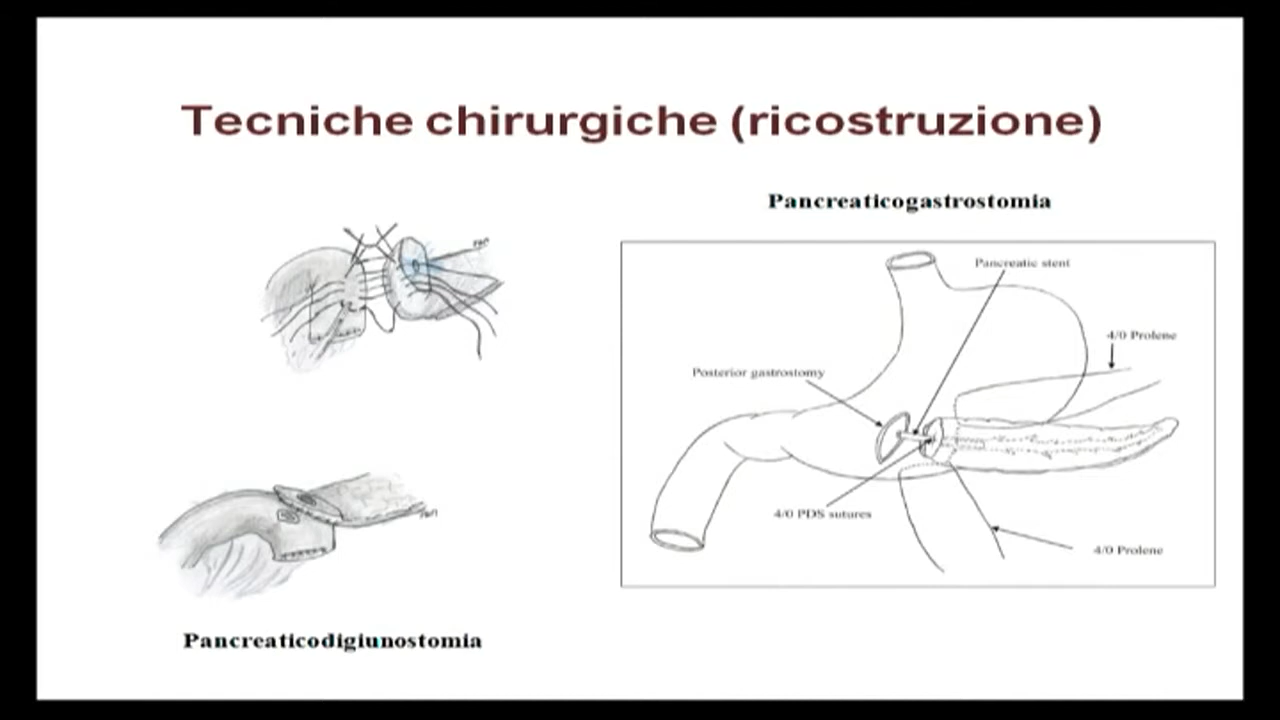 Tecniche chirurgiche (ricostruzione)
Pancreaticogastrostomia
Pancreatic stent
4/0 Prolene
Posterior gastrostomy
4/0 PDS sutures
4/0 Prolene
Pancreaticodigiunostomia